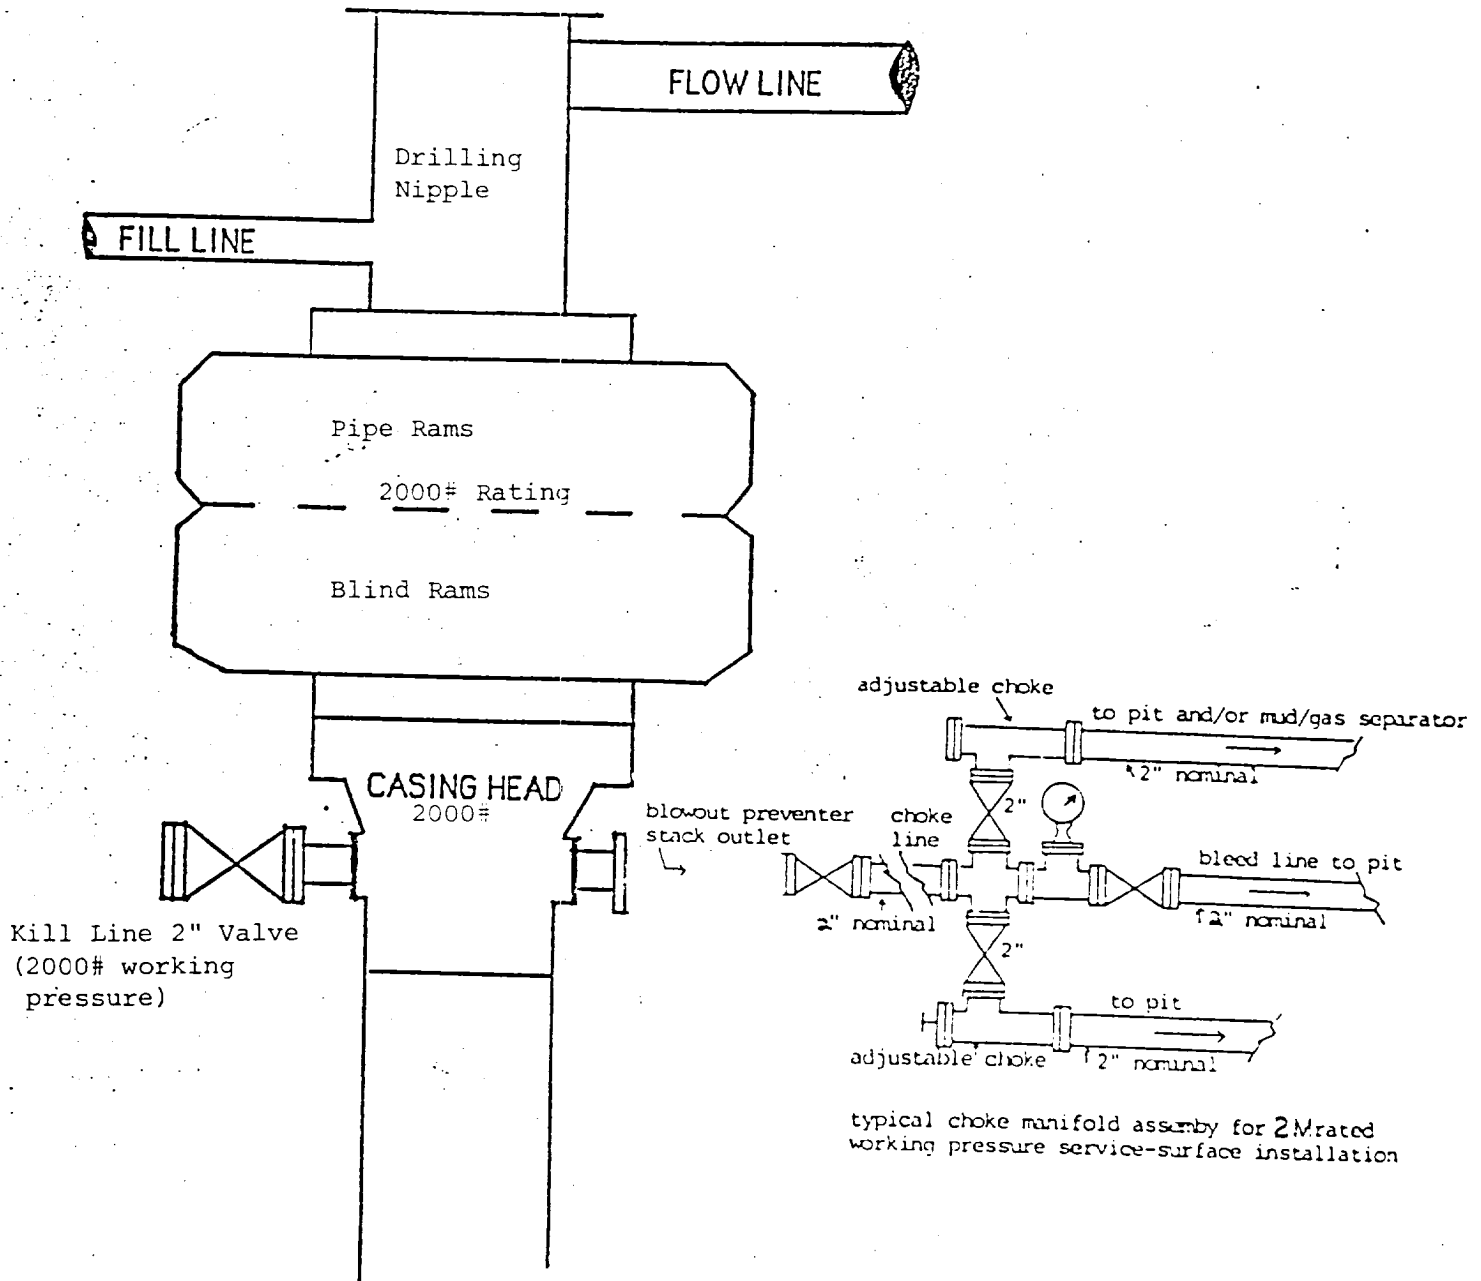 FLOW LINE
Drilling
Nipple
FILL LINE
Pipe Rams
2000# Rating
Blind Rams
CASING HEAD
2000#
Kill Line 2" Valve
(2000# working
pressure)
blowout preventer
stack outlet
choke
line
adjustable choke
to pit and/or mud/gas separator
2" nominal
2"
bleed line to pit
2" nominal
2" nominal
2"
to pit
adjustable choke
2" nominal
typical choke manifold assemby for 2M rated
working pressure service-surface installation